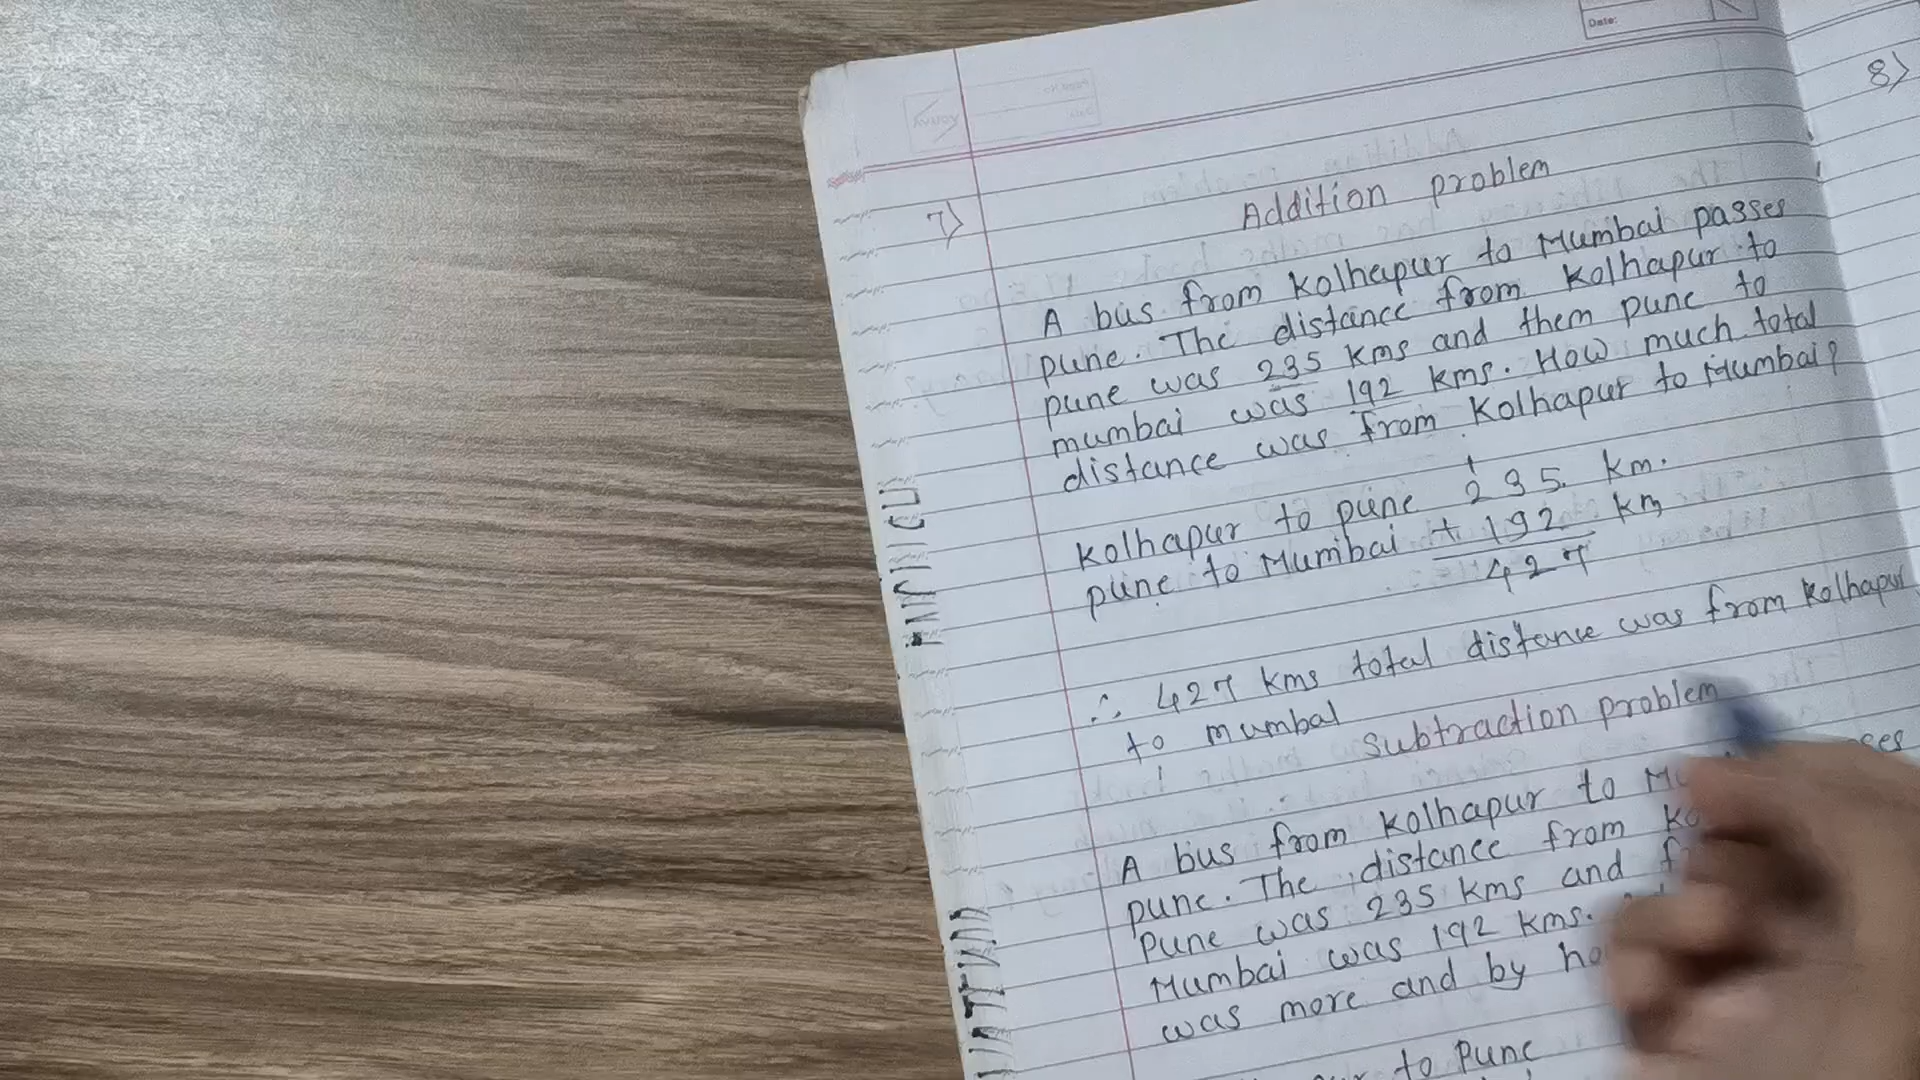 Date:
8>
7>
Addition problem
A bus from Kolhapur to Mumbai passes
pune. The distance from Kolhapur to
pune was 235 kms and them pune to
mumbai was 192 kms. How much total
distance was from Kolhapur to Mumbai?
1
Kolhapur to pune 235 km.
pune to Mumbai + 192 km
427
∴ 427 kms total distance was from Kolhapur
to mumbal
subtraction problem
A bus from Kolhapur to
pune. The distance from
Pune was 235 kms and
Mumbai was 192 kms.
was more and by
to Pune